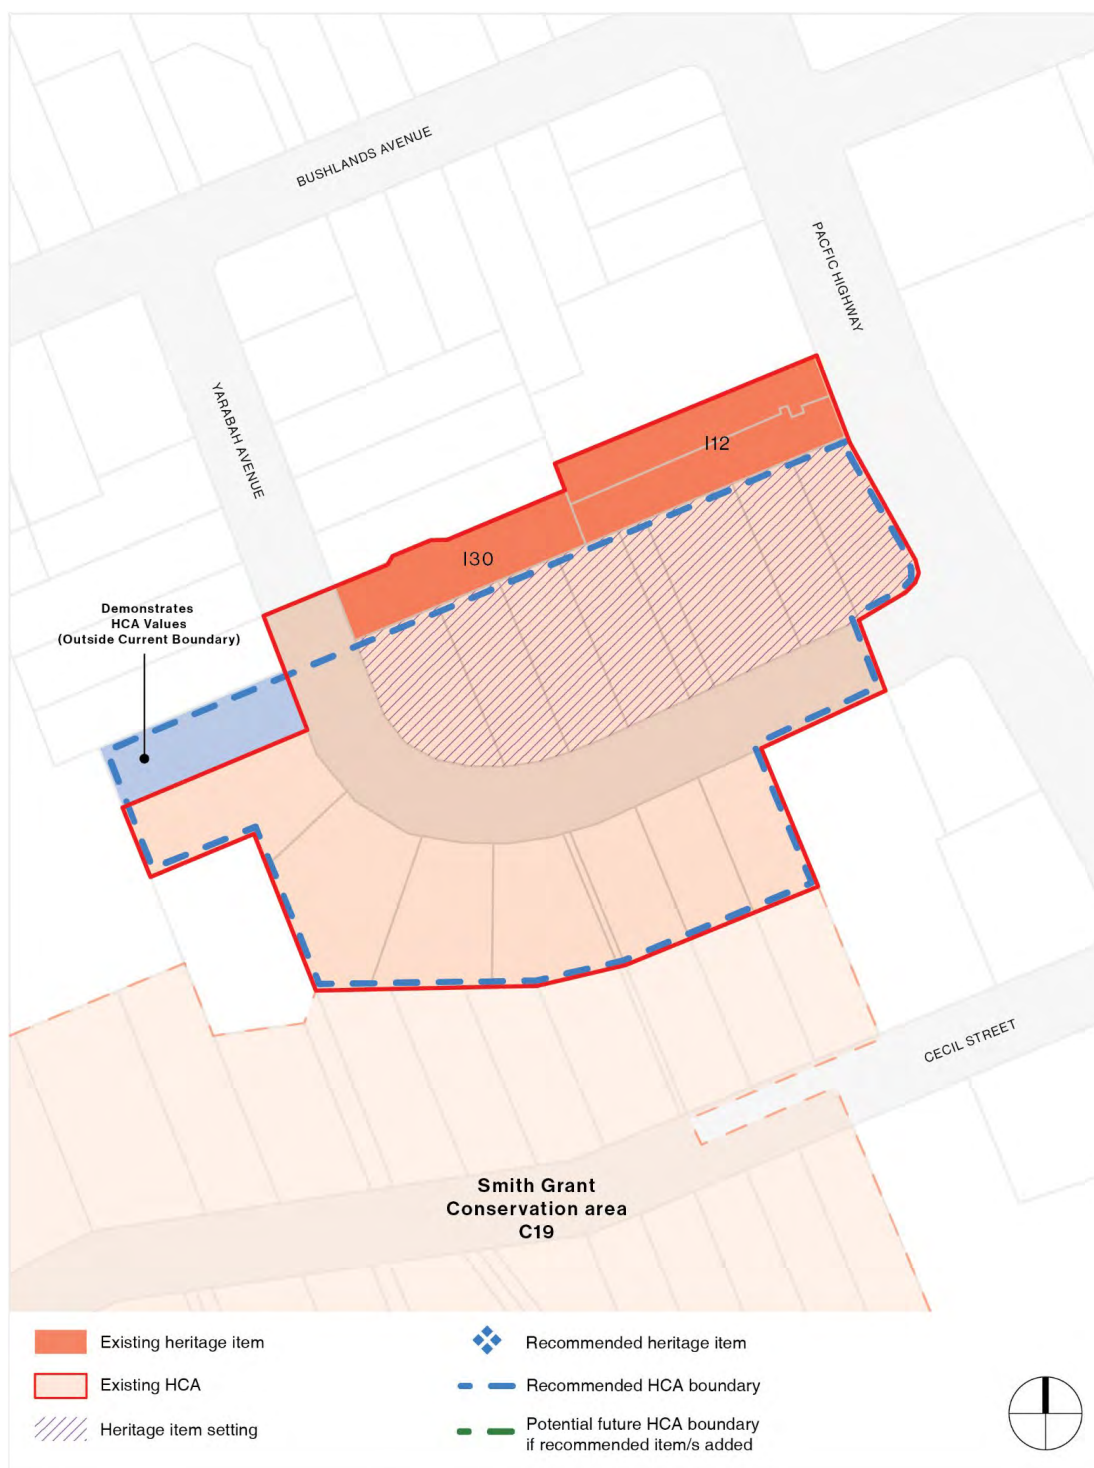 BUSHLANDS AVENUE
PACFIC HIGHWAY
YARABAH AVENUE
I12
I30
Demonstrates
HCA Values
(Outside Current Boundary)
CECIL STREET
Smith Grant
Conservation area
C19
Existing heritage item
Existing HCA
Heritage item setting
Recommended heritage item
Recommended HCA boundary
Potential future HCA boundary
if recommended item/s added